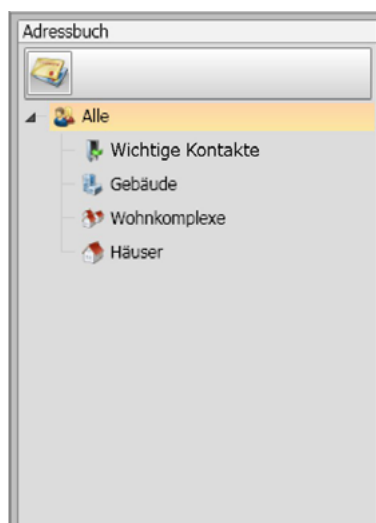 Adressbuch
Alle
Wichtige Kontakte
Gebäude
Wohnkomplexe
Häuser